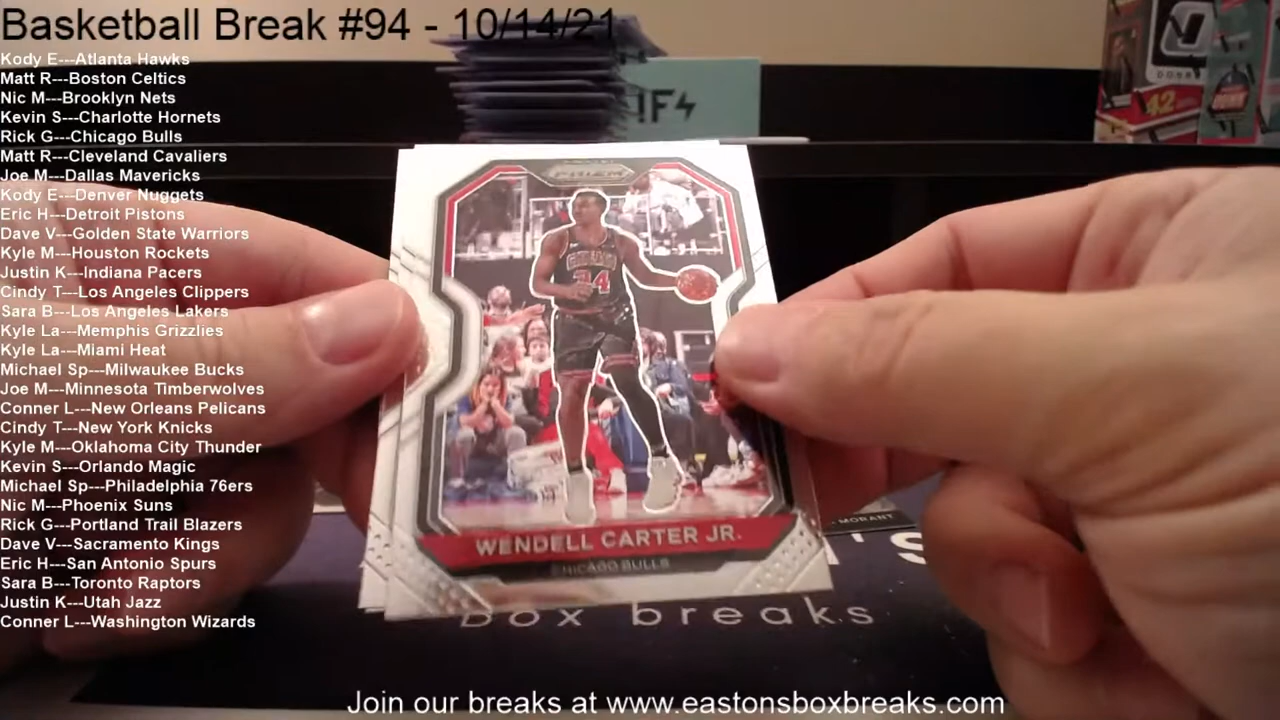 Basketball Break #94 - 10/14/21
Kody E---Atlanta Hawks
Matt R---Boston Celtics
Nic M---Brooklyn Nets
Kevin S---Charlotte Hornets
Rick G---Chicago Bulls
Matt R---Cleveland Cavaliers
Joe M---Dallas Mavericks
Kody E---Denver Nuggets
Eric H---Detroit Pistons
Dave V---Golden State Warriors
Kyle M---Houston Rockets
Justin K---Indiana Pacers
Cindy T---Los Angeles Clippers
Sara B---Los Angeles Lakers
Kyle La---Memphis Grizzlies
Kyle La---Miami Heat
Michael Sp---Milwaukee Bucks
Joe M---Minnesota Timberwolves
Conner L---New Orleans Pelicans
Cindy T---New York Knicks
Kyle M---Oklahoma City Thunder
Kevin S---Orlando Magic
Michael Sp---Philadelphia 76ers
Nic M---Phoenix Suns
Rick G---Portland Trail Blazers
Dave V---Sacramento Kings
Eric H---San Antonio Spurs
Sara B---Toronto Raptors
Justin K---Utah Jazz
Conner L---Washington Wizards
PRIZM
CHICAGO
34
WENDELL CARTER JR.
CHICAGO BULLS
MORANT
'S
box breaks
42
Join our breaks at www.eastonsboxbreaks.com